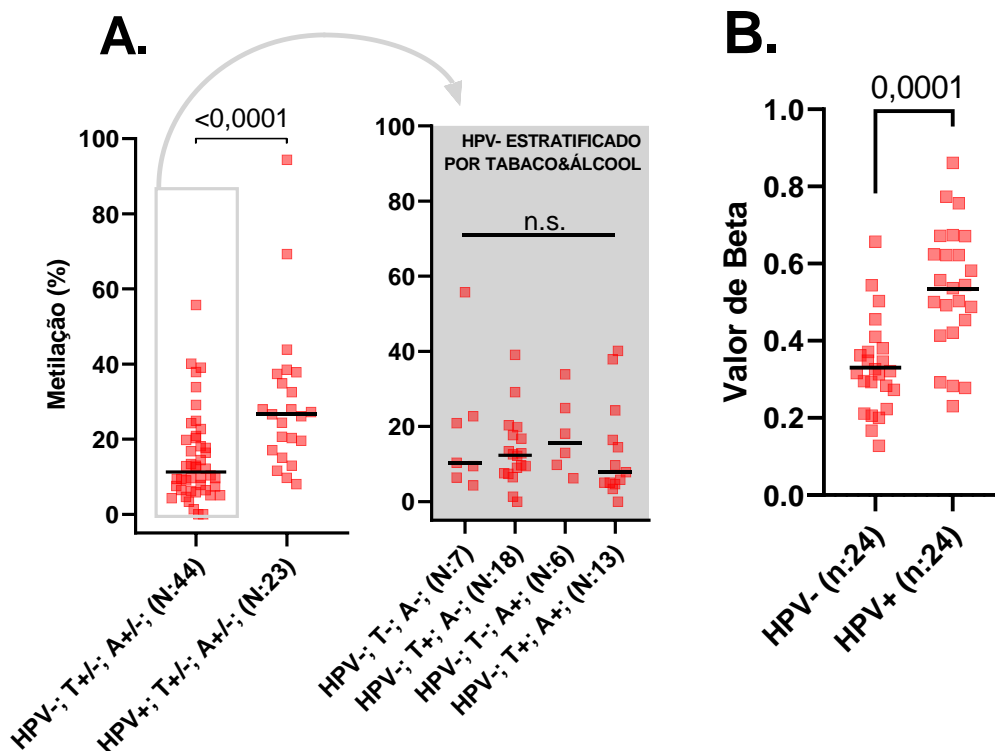 A.
<0,0001
Metilação (%)
100
80
60
40
20
0
HPV-; T+/-; A+/-; (N:44)
HPV+; T+/-; A+/-; (N:23)
HPV- ESTRATIFICADO
POR TABACO&ÁLCOOL
n.s.
100
80
60
40
20
0
HPV-; T-; A-; (N:7)
HPV-; T+; A-; (N:18)
HPV-; T-; A+; (N:6)
HPV-; T+; A+; (N:13)
B.
0,0001
Valor de Beta
1.0
0.8
0.6
0.4
0.2
0.0
HPV- (n:24)
HPV+ (n:24)